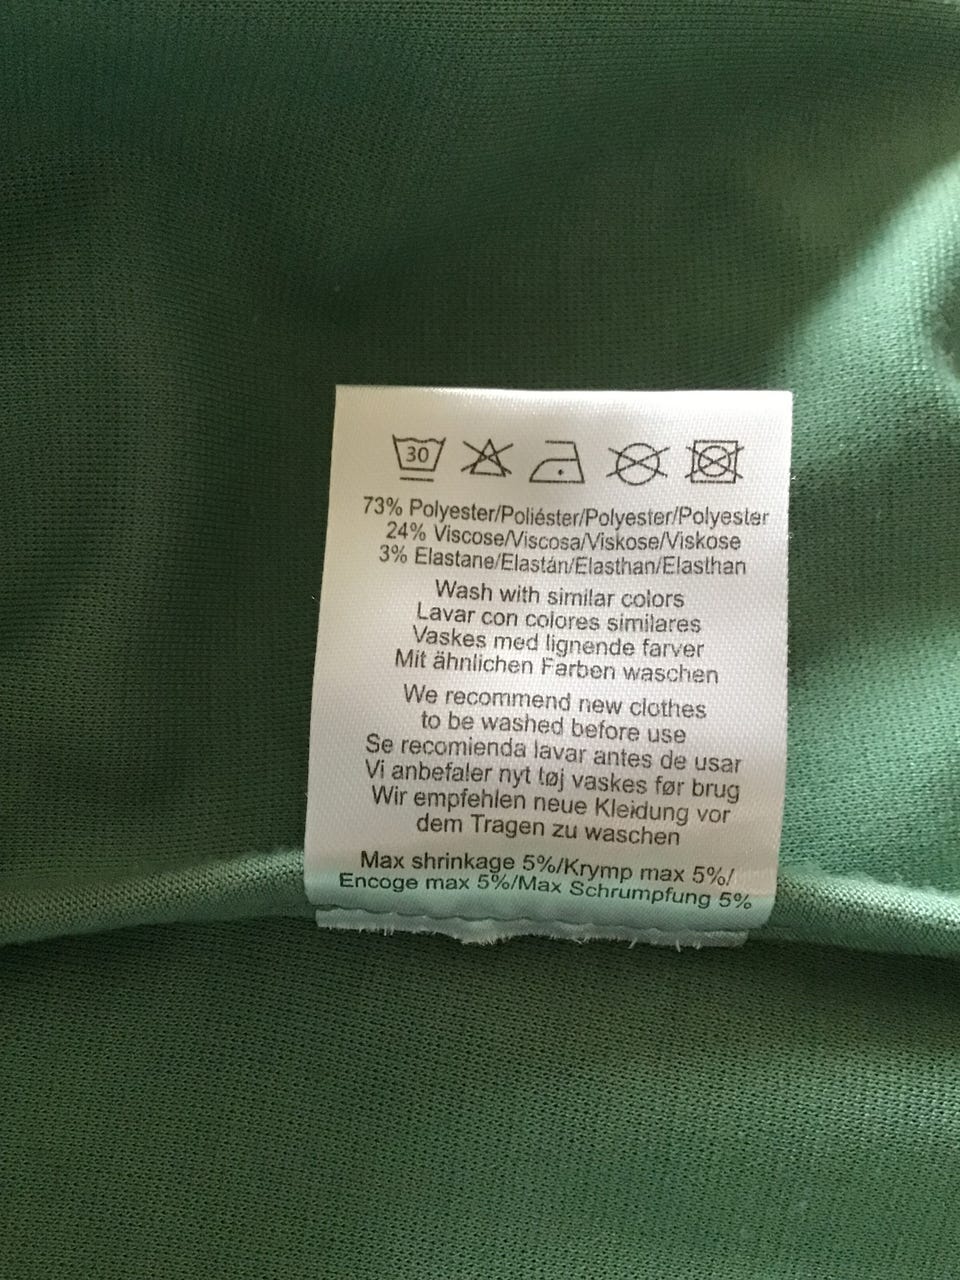 30
73% Polyester/Poliéster/Polyester/Polyester
24% Viscose/Viscosa/Viskose/Viskose
3% Elastane/Elastán/Elasthan/Elasthan
Wash with similar colors
Lavar con colores similares
Vaskes med lignende farver
Mit ähnlichen Farben waschen
We recommend new clothes
to be washed before use
Se recomienda lavar antes de usar
Vi anbefaler nyt tøj vaskes før brug
Wir empfehlen neue Kleidung vor
dem Tragen zu waschen
Max shrinkage 5%/Krymp max 5%/
Encoge max 5%/Max Schrumpfung 5%